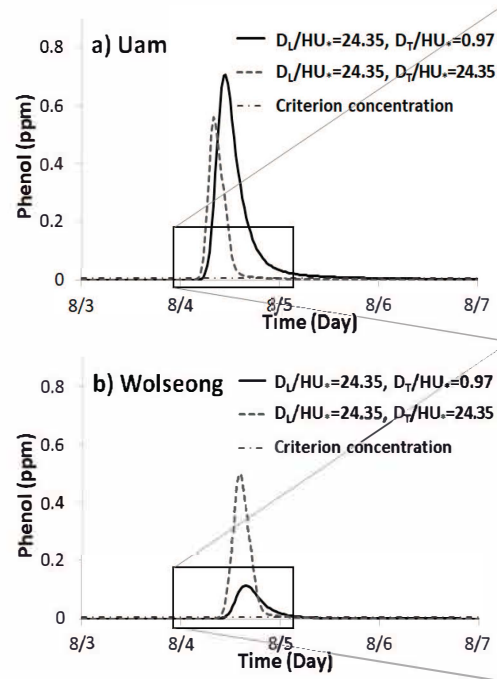 a) Uam
D_L/HU*=24.35, D_T/HU*=0.97
D_L/HU*=24.35, D_T/HU*=24.35
Criterion concentration
Phenol (ppm)
0.8
0.6
0.4
0.2
0
8/3 8/4 8/5 8/6 8/7
Time (Day)
b) Wolseong
D_L/HU*=24.35, D_T/HU*=0.97
D_L/HU*=24.35, D_T/HU*=24.35
Criterion concentration
Phenol (ppm)
0.8
0.6
0.4
0.2
0
8/3 8/4 8/5 8/6 8/7
Time (Day)